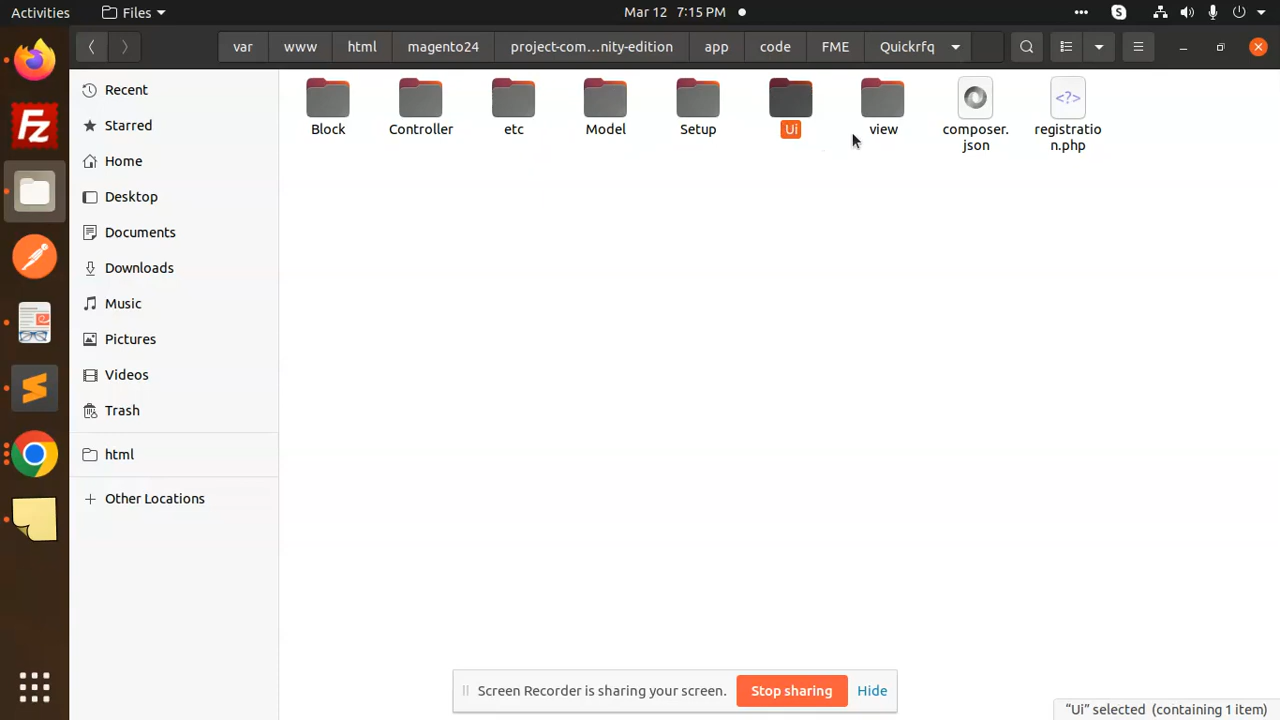 Activities
Files
Mar 12 7:15 PM
var
www
html
magento24
project-com…nity-edition
app
code
FME
Quickrfq
Recent
Starred
Home
Desktop
Documents
Downloads
Music
Pictures
Videos
Trash
html
Other Locations
Block
Controller
etc
Model
Setup
Ui
view
composer.
json
registratio
n.php
<?>
Fz
S
Screen Recorder is sharing your screen.
Stop sharing
Hide
“Ui” selected (containing 1 item)